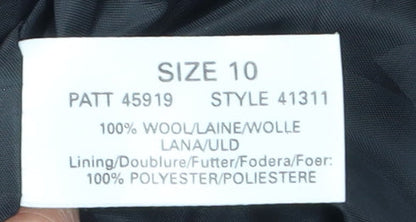 SIZE 10
PATT 45919 STYLE 41311
100% WOOL/LAINE/WOLLE
LANA/ULD
Lining/Doublure/Futter/Fodera/Foer:
100% POLYESTER/POLIESTERE